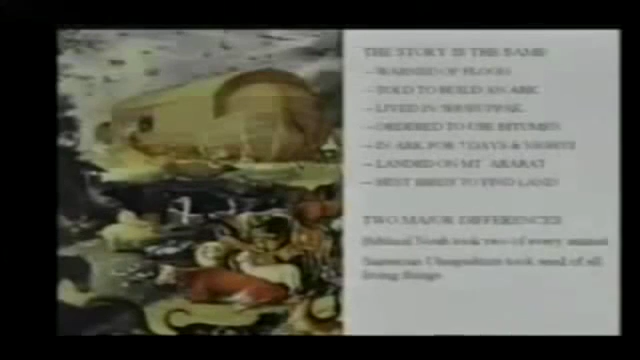 THE STORY IS THE SAME
– WARNED OF FLOOD
– TOLD TO BUILD AN ARK
– LIVED IN SHURUPPAK
– ORDERED TO USE BITUMEN
– IN ARK FOR 7 DAYS & NIGHTS
– LANDED ON MT ARARAT
– SENT BIRDS TO FIND LAND
TWO MAJOR DIFFERENCES
Biblical Noah took two of every animal
Sumerian Utnapishtim took seed of all
living things